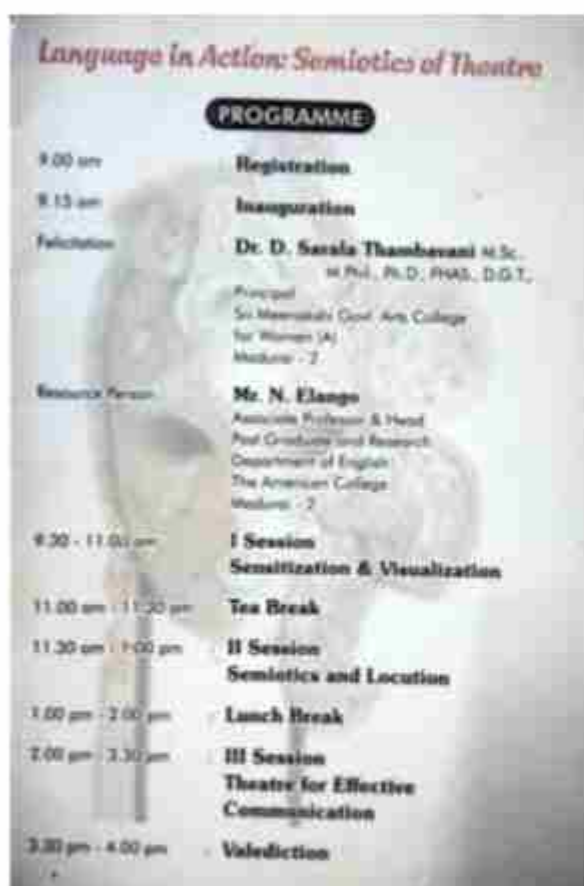 Language in Action: Semiotics of Theatre
PROGRAMME
9.00 am Registration
9.15 am Inauguration
Felicitation Dr. D. Sarala Thambavani M.Sc.,
M.Phil., Ph.D., D.G.T.,
Principal
Sri Meenakshi Govt. Arts College
for Women (A)
Madurai - 2
Resource Person Mr. N. Elango
Associate Professor & Head
Post Graduate and Research
Department of English
The American College
Madurai - 2
9.30 - 11.00 am : I Session
Sensitization & Visualization
11.00 am - 11.30 pm : Tea Break
11.30 am - 1.00 pm : II Session
Semiotics and Locution
1.00 pm - 2.00 pm : Lunch Break
2.00 pm - 3.30 pm : III Session
Theatre for Effective
Communication
3.30 pm - 4.00 pm : Valediction